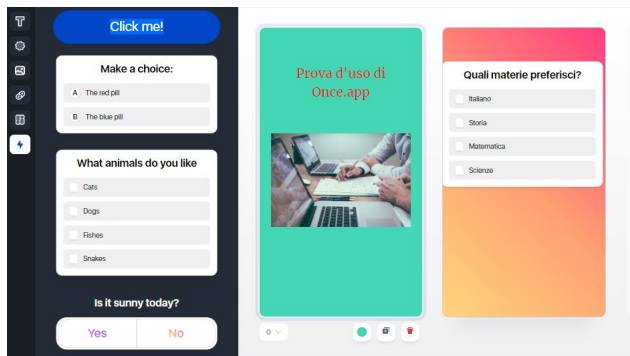 Click me!
Make a choice:
A The red pill
B The blue pill
What animals do you like
Cats
Dogs
Fishes
Snakes
Is it sunny today?
Yes No
Prova d'uso di
Once.app
0
Quali materie preferisci?
Italiano
Storia
Matematica
Scienze